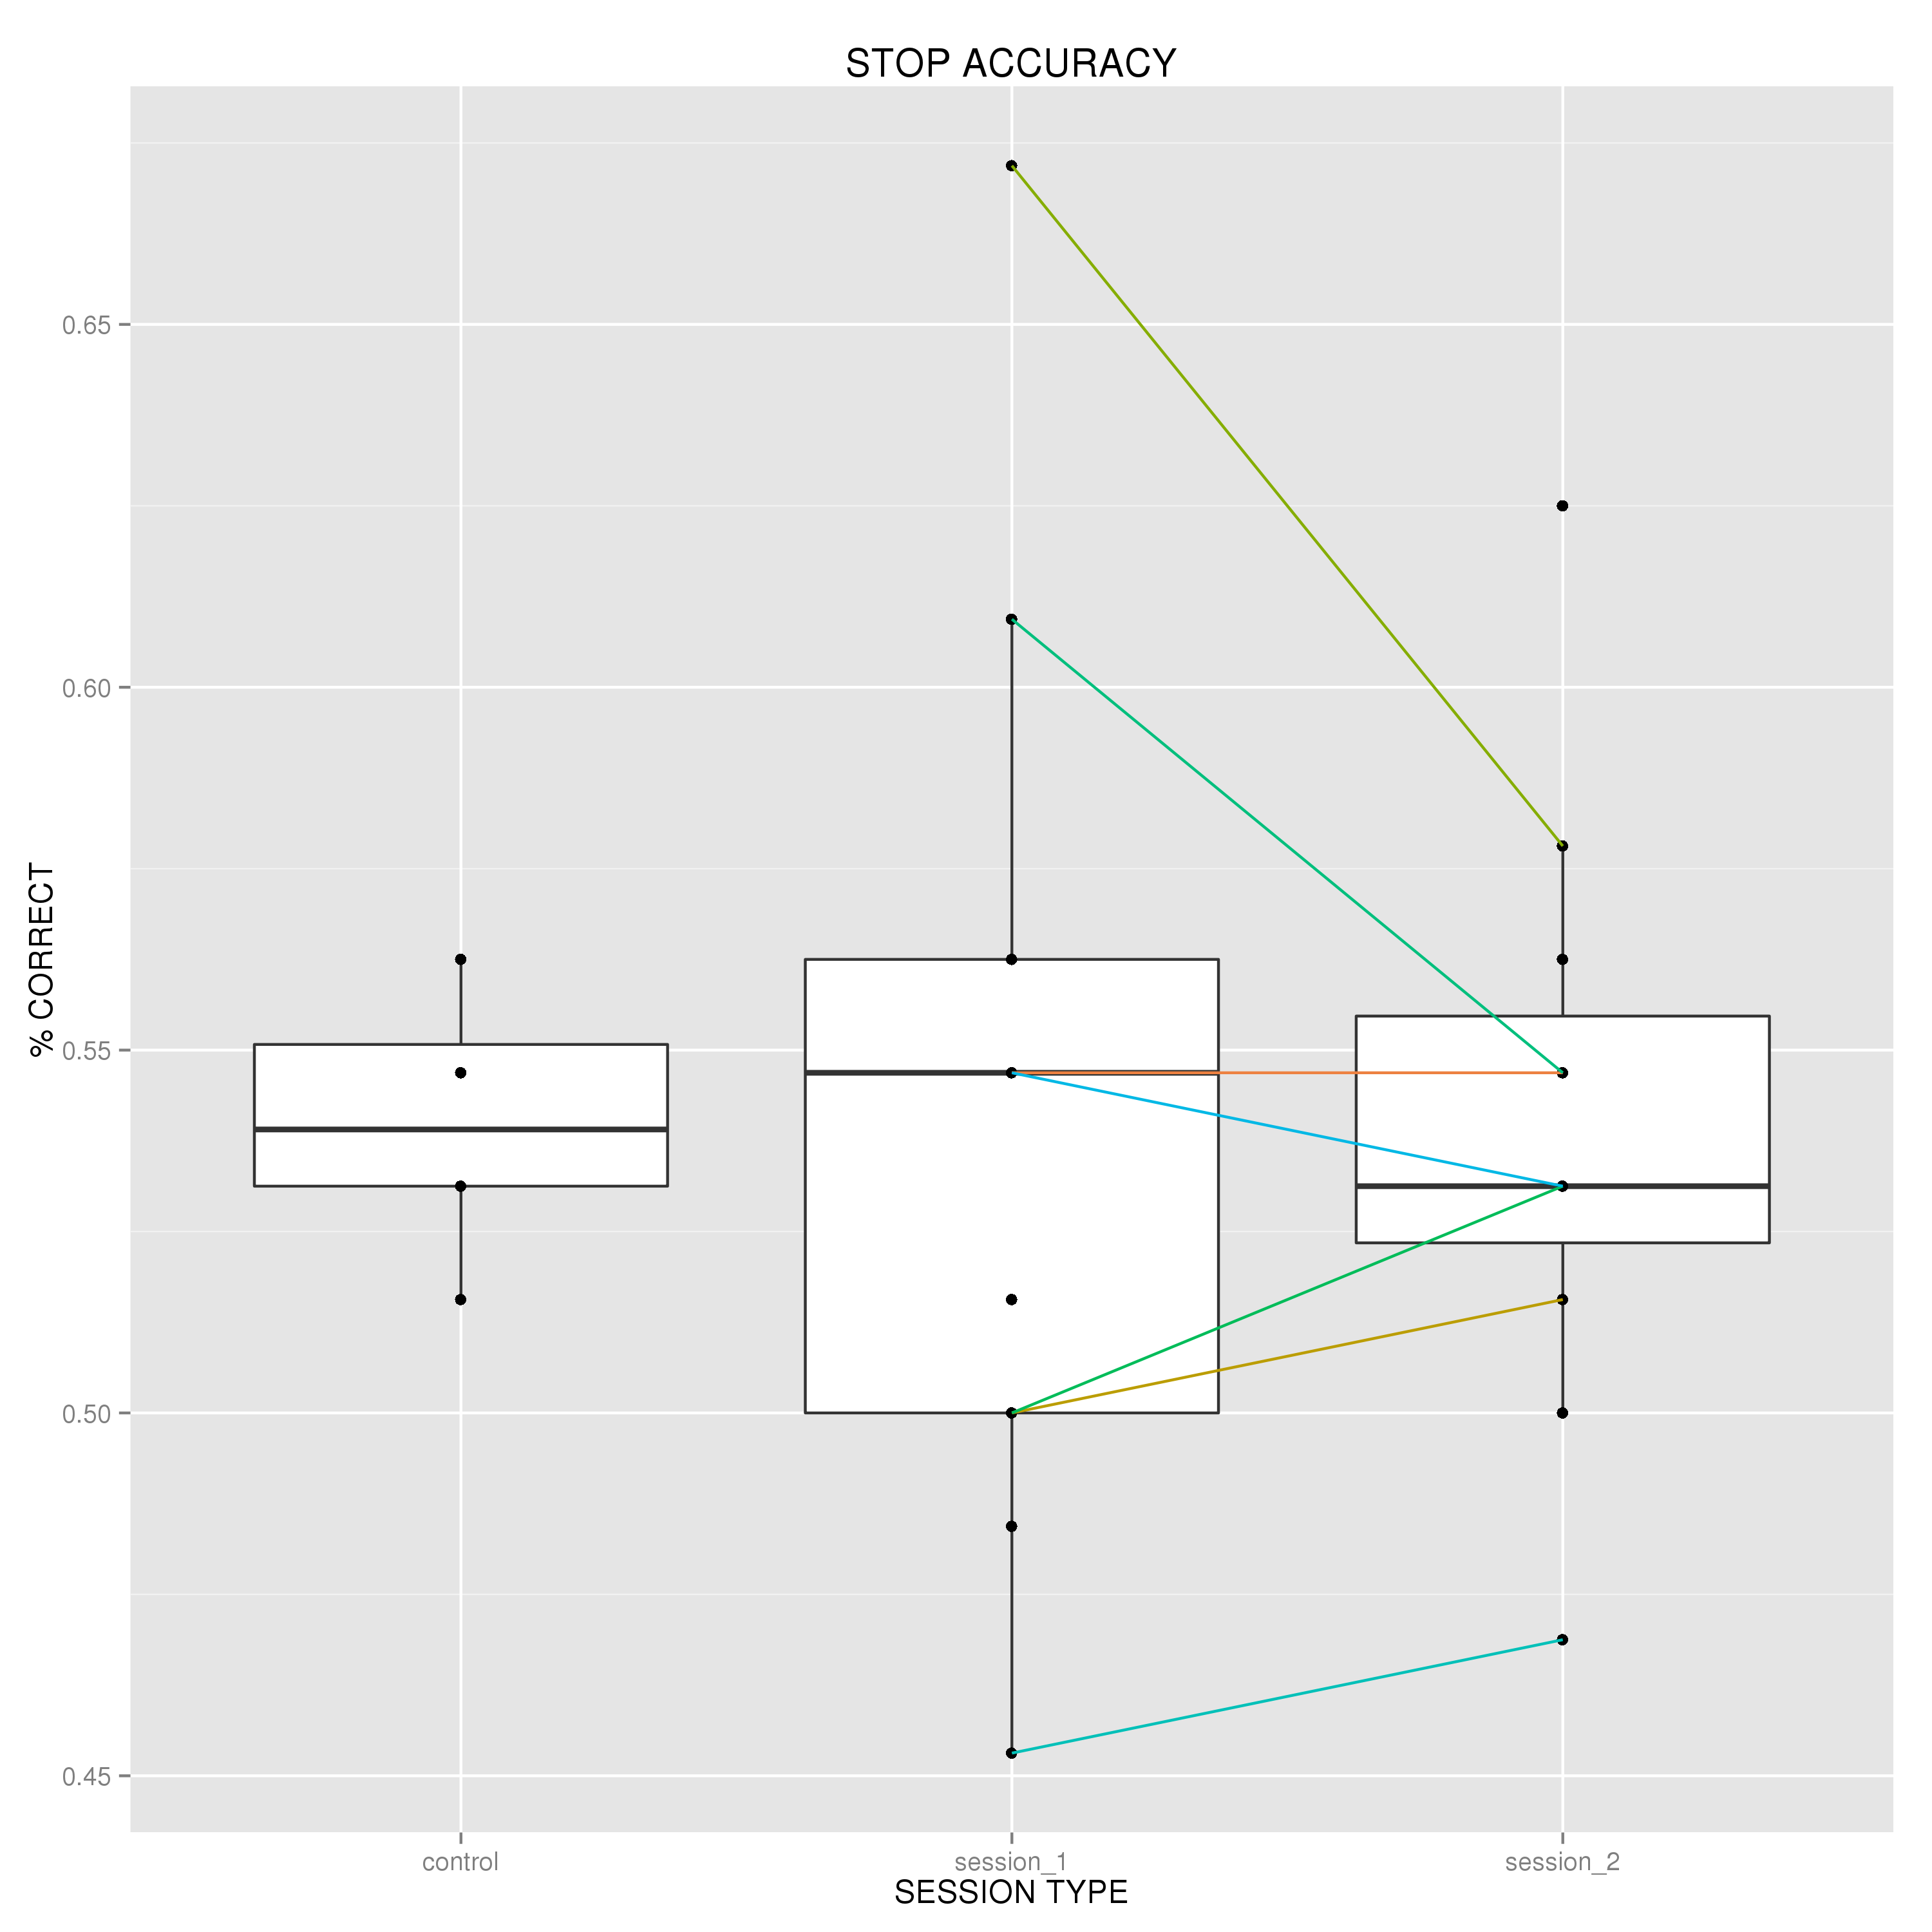 STOP ACCURACY
% CORRECT
0.65
0.60
0.55
0.50
0.45
control
session_1
session_2
SESSION TYPE